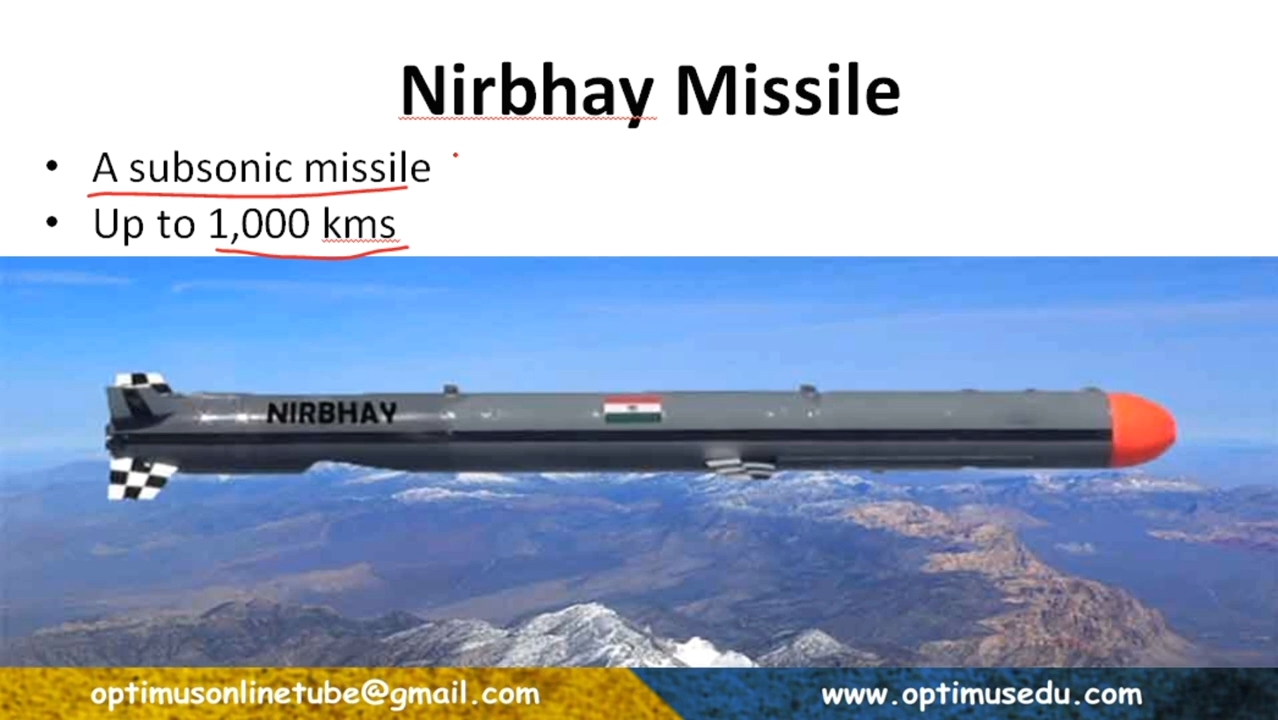 Nirbhay Missile
• A subsonic missile
• Up to 1,000 kms
NIRBHAY
optimusonlinetube@gmail.com
www.optimusedu.com